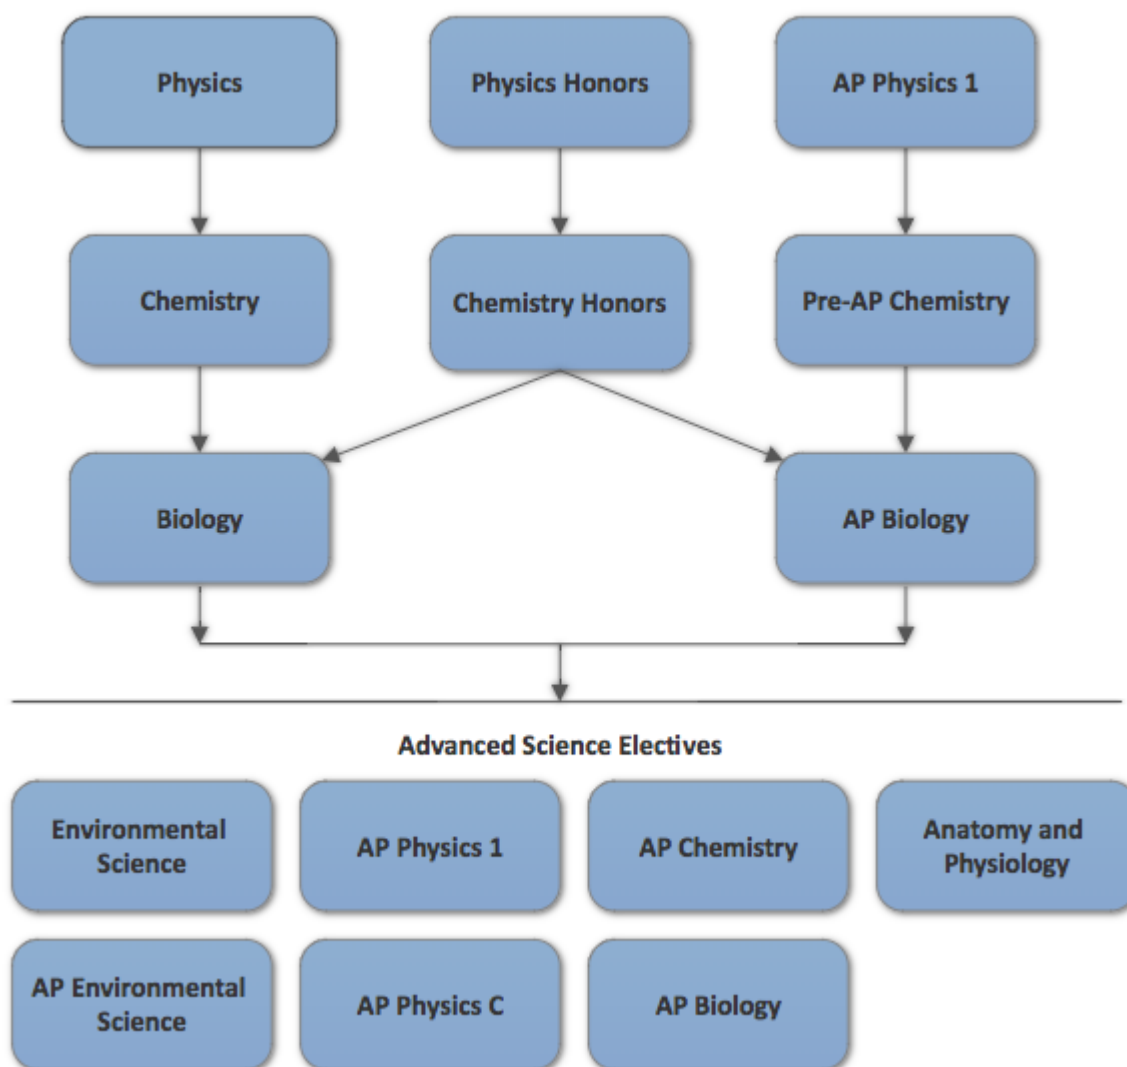 Physics
Physics Honors
AP Physics 1
Chemistry
Chemistry Honors
Pre-AP Chemistry
Biology
AP Biology
Advanced Science Electives
Environmental
Science
AP Physics 1
AP Chemistry
Anatomy and
Physiology
AP Environmental
Science
AP Physics C
AP Biology